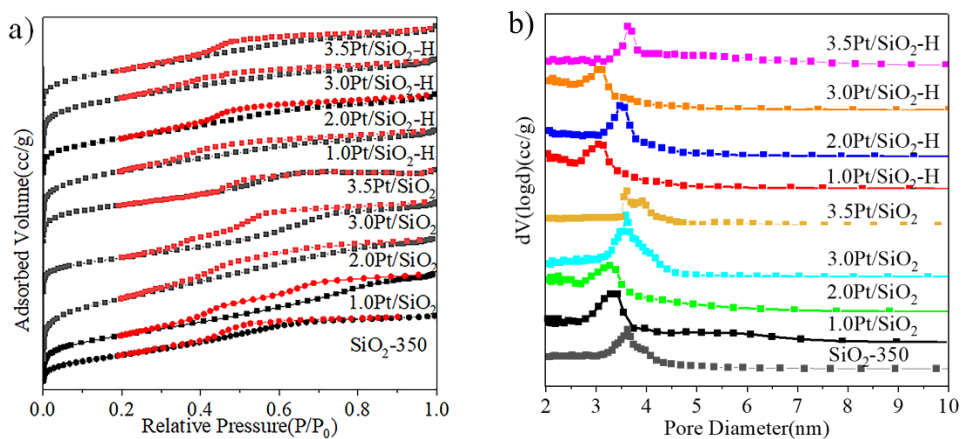 a)
Adsorbed Volume(cc/g)
3.5Pt/SiO₂-H
3.0Pt/SiO₂-H
2.0Pt/SiO₂-H
1.0Pt/SiO₂-H
3.5Pt/SiO₂
3.0Pt/SiO₂
2.0Pt/SiO₂
1.0Pt/SiO₂
SiO₂-350
0.0 0.2 0.4 0.6 0.8 1.0
Relative Pressure(P/P₀)
b)
dV(logd)(cc/g)
3.5Pt/SiO₂-H
3.0Pt/SiO₂-H
2.0Pt/SiO₂-H
1.0Pt/SiO₂-H
3.5Pt/SiO₂
3.0Pt/SiO₂
2.0Pt/SiO₂
1.0Pt/SiO₂
SiO₂-350
2 3 4 5 6 7 8 9 10
Pore Diameter(nm)